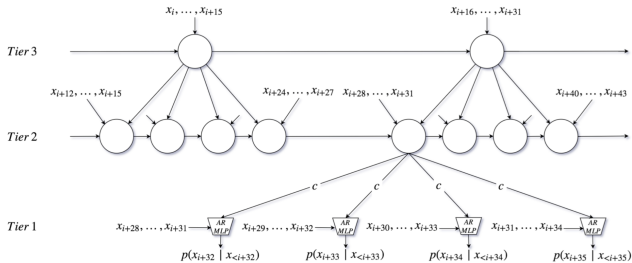 x_i, ..., x_{i+15}
x_{i+16}, ..., x_{i+31}
Tier 3
x_{i+12}, ..., x_{i+15}
x_{i+24}, ..., x_{i+27}
x_{i+28}, ..., x_{i+31}
x_{i+40}, ..., x_{i+43}
Tier 2
c
c
c
c
Tier 1
x_{i+28}, ..., x_{i+31}
AR
MLP
x_{i+29}, ..., x_{i+32}
AR
MLP
x_{i+30}, ..., x_{i+33}
AR
MLP
x_{i+31}, ..., x_{i+34}
AR
MLP
p(x_{i+32} | x_{<i+32})
p(x_{i+33} | x_{<i+33})
p(x_{i+34} | x_{<i+34})
p(x_{i+35} | x_{<i+35})